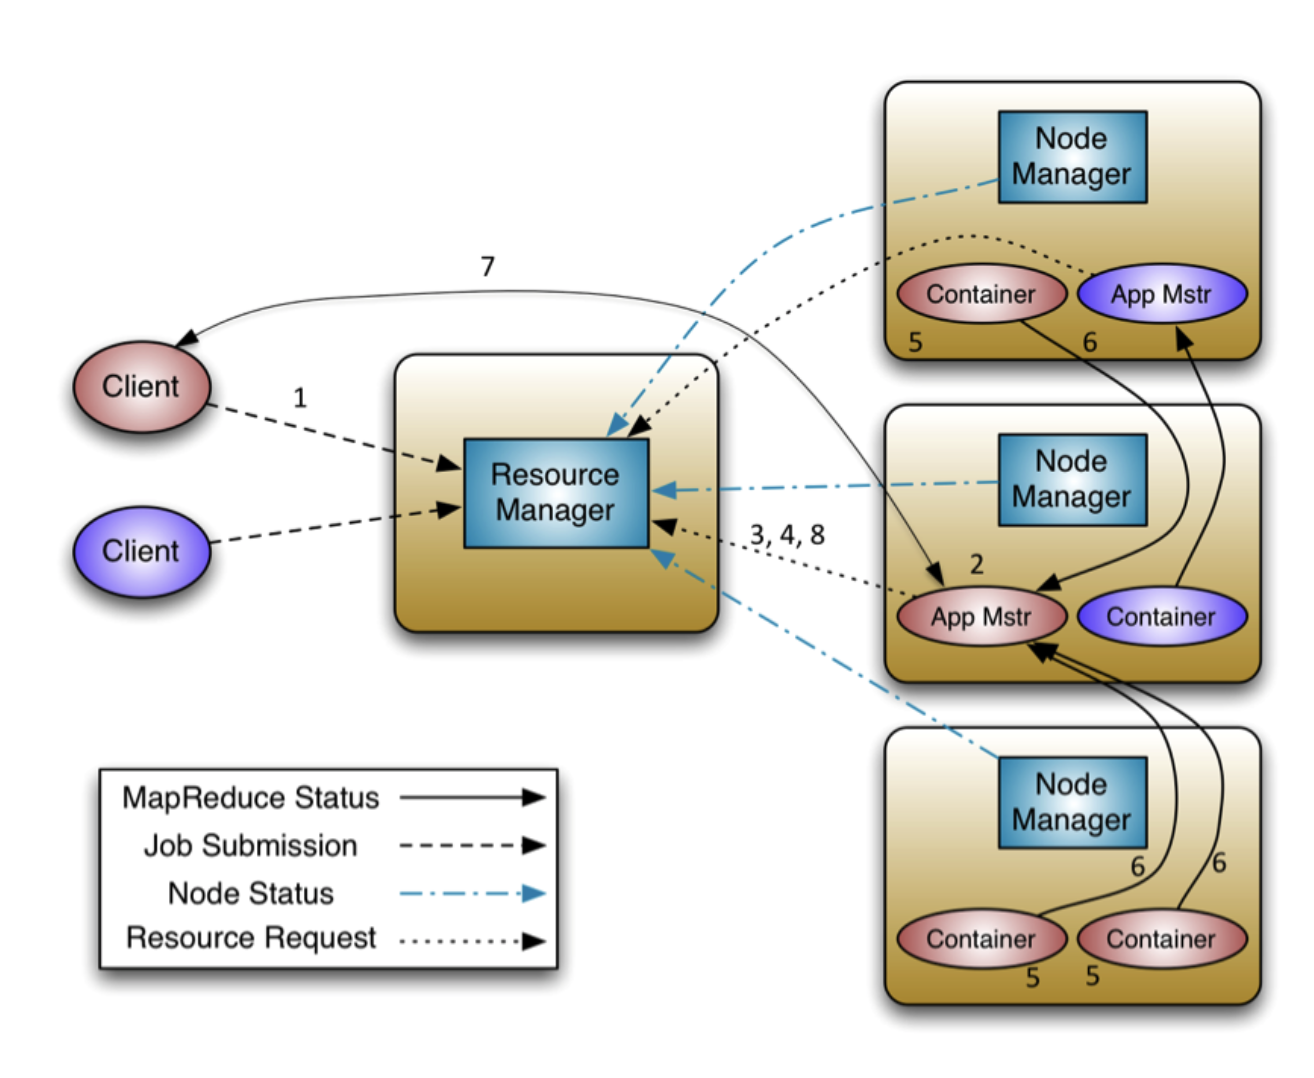 Node
Manager
Container
App Mstr
5
6
7
Client
1
Client
Resource
Manager
Node
Manager
3, 4, 8
2
App Mstr
Container
Node
Manager
6
6
Container
Container
5
5
MapReduce Status
Job Submission
Node Status
Resource Request